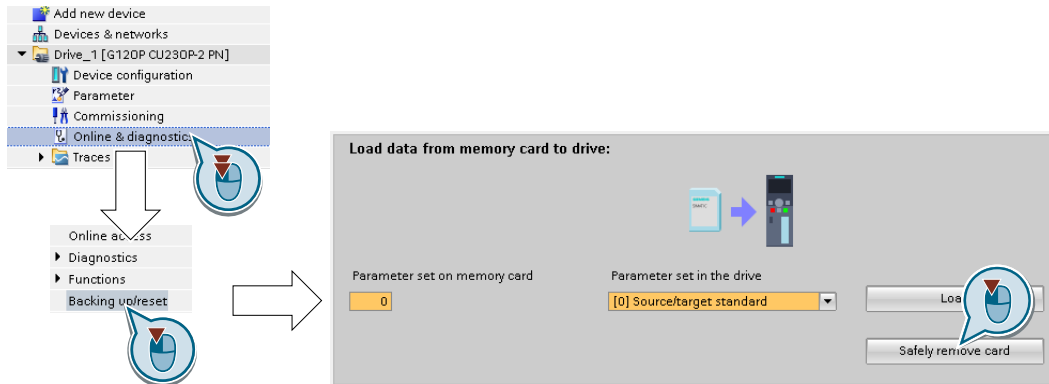 Add new device
Devices & networks
Drive_1 [G120P CU230P-2 PN]
Device configuration
Parameter
Commissioning
Online & diagnostics
Traces
Online access
Diagnostics
Functions
Backing up/reset
Load data from memory card to drive:
SIMATIC
Parameter set on memory card
Parameter set in the drive
0
[0] Source/target standard
Loa
Safely remove card